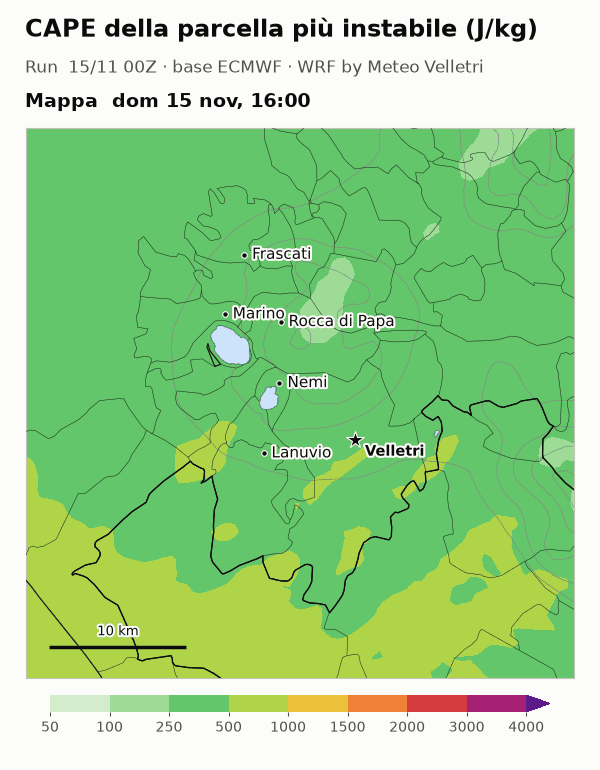 CAPE della parcella più instabile (J/kg)
Run  15/11 00Z · base ECMWF · WRF by Meteo Velletri
Mappa  dom 15 nov, 16:00
Frascati
Marino
Rocca di Papa
Nemi
Velletri
Lanuvio
10 km
50 100 250 500 1000 1500 2000 3000 4000